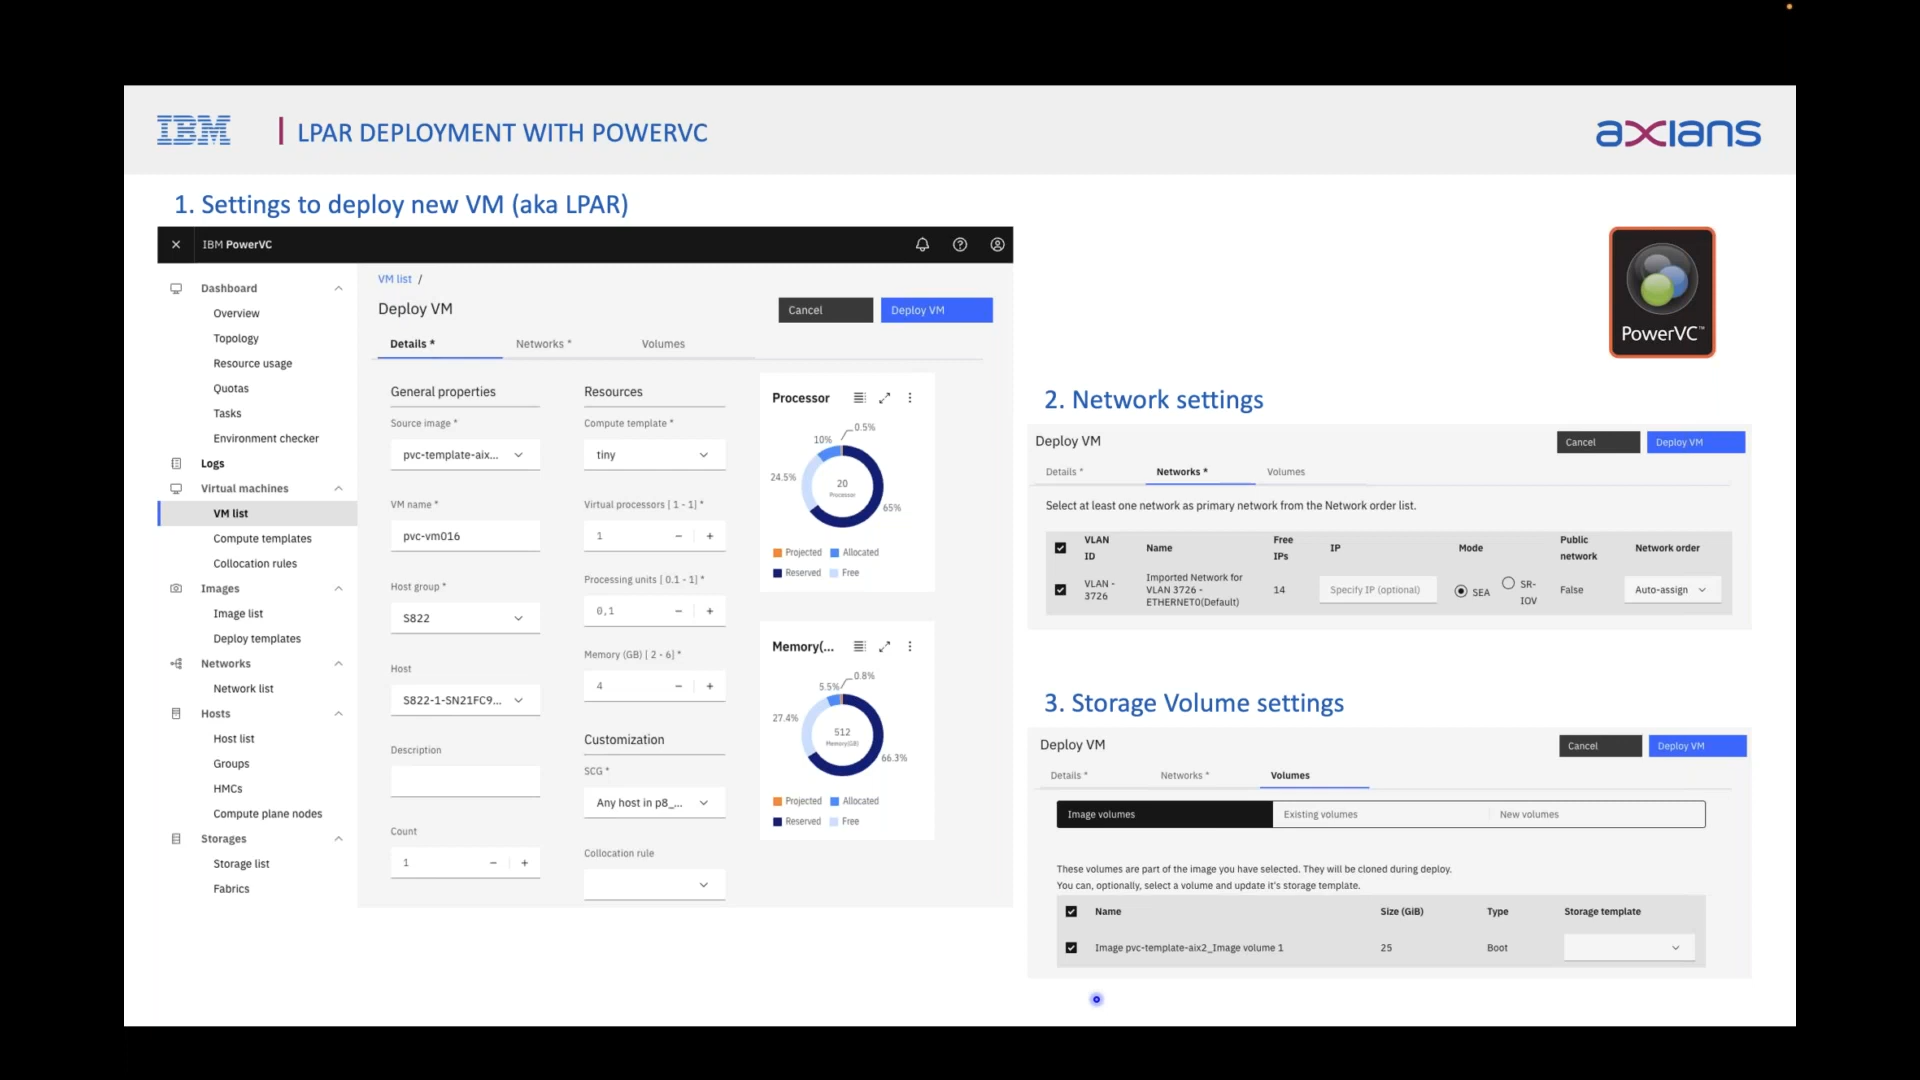 IBM
LPAR DEPLOYMENT WITH POWERVC
axians
1. Settings to deploy new VM (aka LPAR)
IBM PowerVC
Dashboard
Overview
Topology
Resource usage
Quotas
Tasks
Environment checker
Logs
Virtual machines
VM list
Compute templates
Collocation rules
Images
Image list
Deploy templates
Networks
Network list
Hosts
Host list
Groups
HMCs
Compute plane nodes
Storages
Storage list
Fabrics
VM list /
Deploy VM
Cancel
Deploy VM
Details *
Networks *
Volumes
General properties
Source image *
pvc-template-aix...
VM name *
pvc-vm016
Host group *
S822
Host
S822-1-SN21FC9...
Description
Count
1
Resources
Compute template *
tiny
Virtual processors [ 1 - 1] *
1
Processing units [ 0.1 - 1] *
0,1
Memory (GB) [ 2 - 6] *
4
Customization
SCG *
Any host in p8_...
Collocation rule
Processor
0.5%
10%
24.5%
20
Processor
65%
Projected
Allocated
Reserved
Free
Memory(...
0.8%
5.5%
27.4%
512
Memory(GB)
66.3%
Projected
Allocated
Reserved
Free
PowerVC™
2. Network settings
Deploy VM
Cancel
Deploy VM
Details *
Networks *
Volumes
Select at least one network as primary network from the Network order list.
VLAN ID
Name
Free IPs
IP
Mode
Public network
Network order
VLAN - 3726
Imported Network for VLAN 3726 - ETHERNET0(Default)
14
Specify IP (optional)
SEA
SR-IOV
False
Auto-assign
3. Storage Volume settings
Deploy VM
Cancel
Deploy VM
Details *
Networks *
Volumes
Image volumes
Existing volumes
New volumes
These volumes are part of the image you have selected. They will be cloned during deploy.
You can, optionally, select a volume and update it's storage template.
Name
Size (GiB)
Type
Storage template
Image pvc-template-aix2_Image volume 1
25
Boot